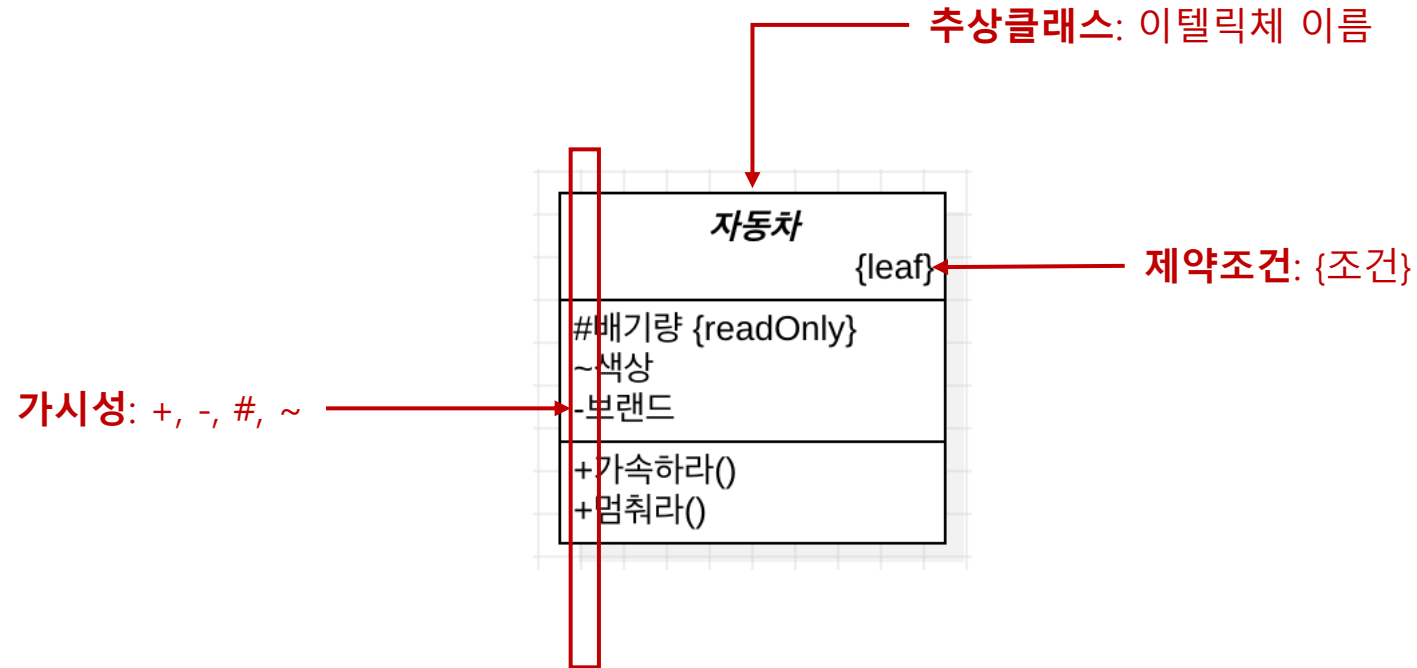 추상클래스: 이텔릭체 이름
자동차
{leaf}
제약조건: {조건}
#배기량 {readOnly}
~색상
가시성: +, -, #, ~
-브랜드
+가속하라()
+멈춰라()